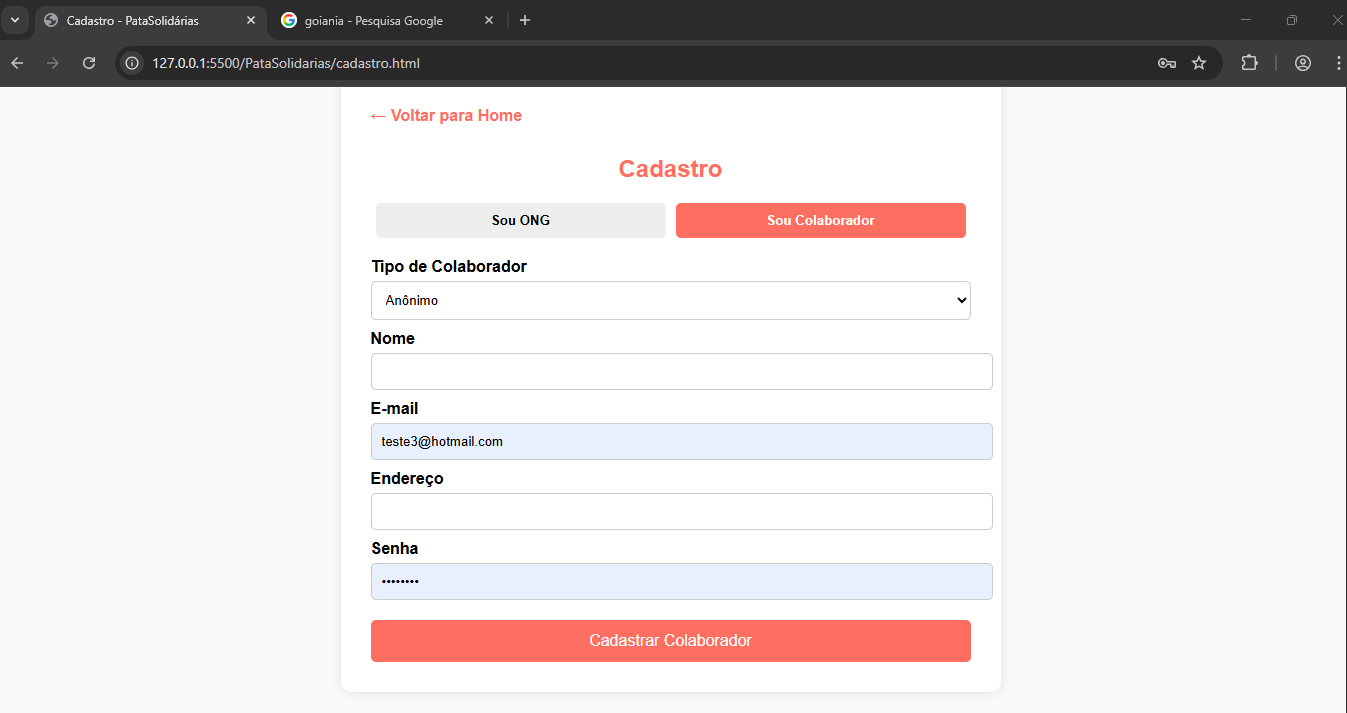 Cadastro - PataSolidárias
goiania - Pesquisa Google
127.0.0.1:5500/PataSolidarias/cadastro.html
← Voltar para Home
Cadastro
Sou ONG
Sou Colaborador
Tipo de Colaborador
Anônimo
Nome
E-mail
teste3@hotmail.com
Endereço
Senha
••••••••
Cadastrar Colaborador